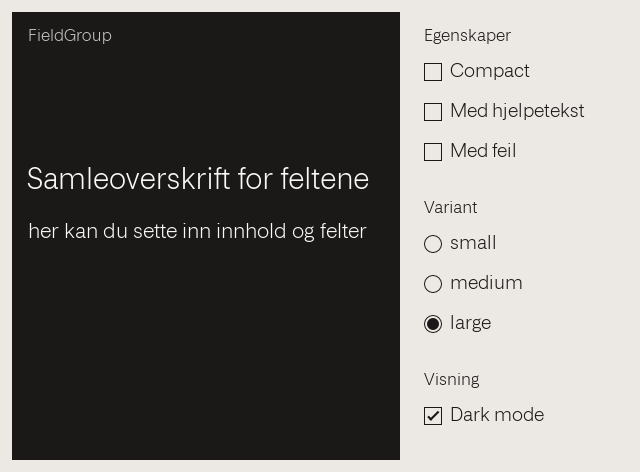 FieldGroup
Samleoverskrift for feltene
her kan du sette inn innhold og felter
Egenskaper
Compact
Med hjelpetekst
Med feil
Variant
small
medium
large
Visning
Dark mode